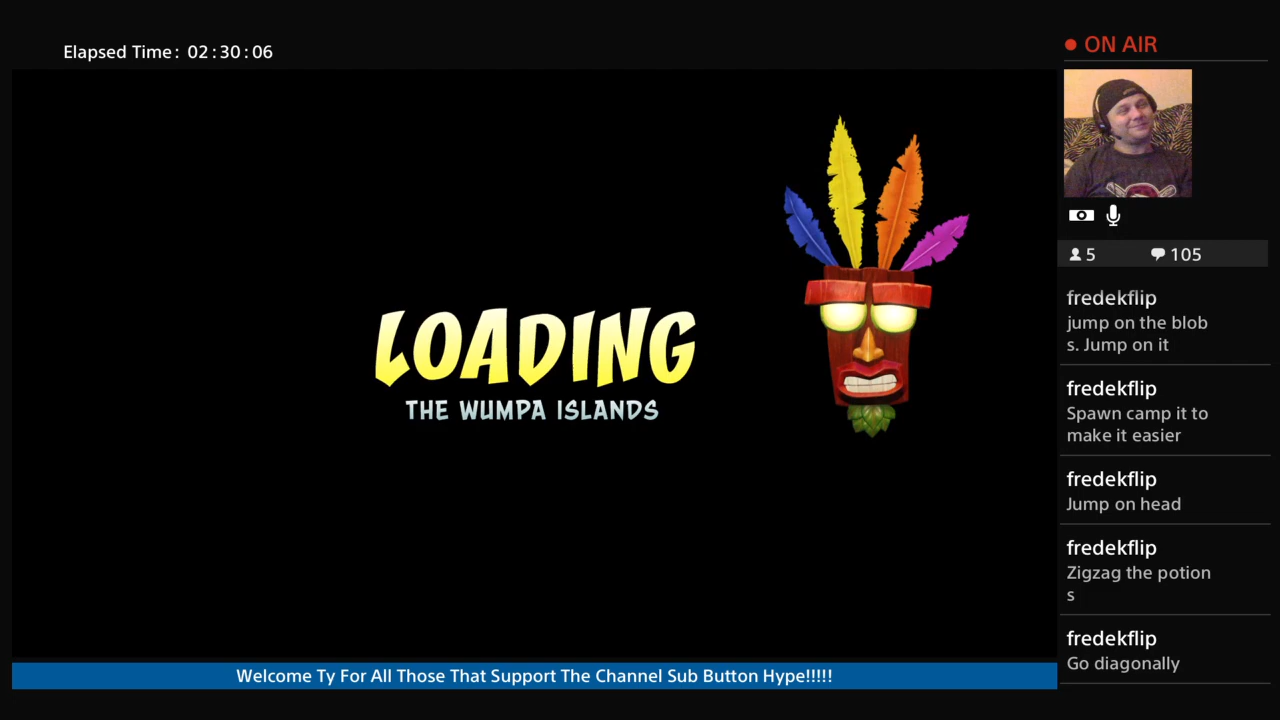 Elapsed Time: 02:30:06
ON AIR
5
105
LOADING
THE WUMPA ISLANDS
fredekflip
jump on the blob
s. Jump on it
fredekflip
Spawn camp it to
make it easier
fredekflip
Jump on head
fredekflip
Zigzag the potion
s
fredekflip
Go diagonally
Welcome Ty For All Those That Support The Channel Sub Button Hype!!!!!